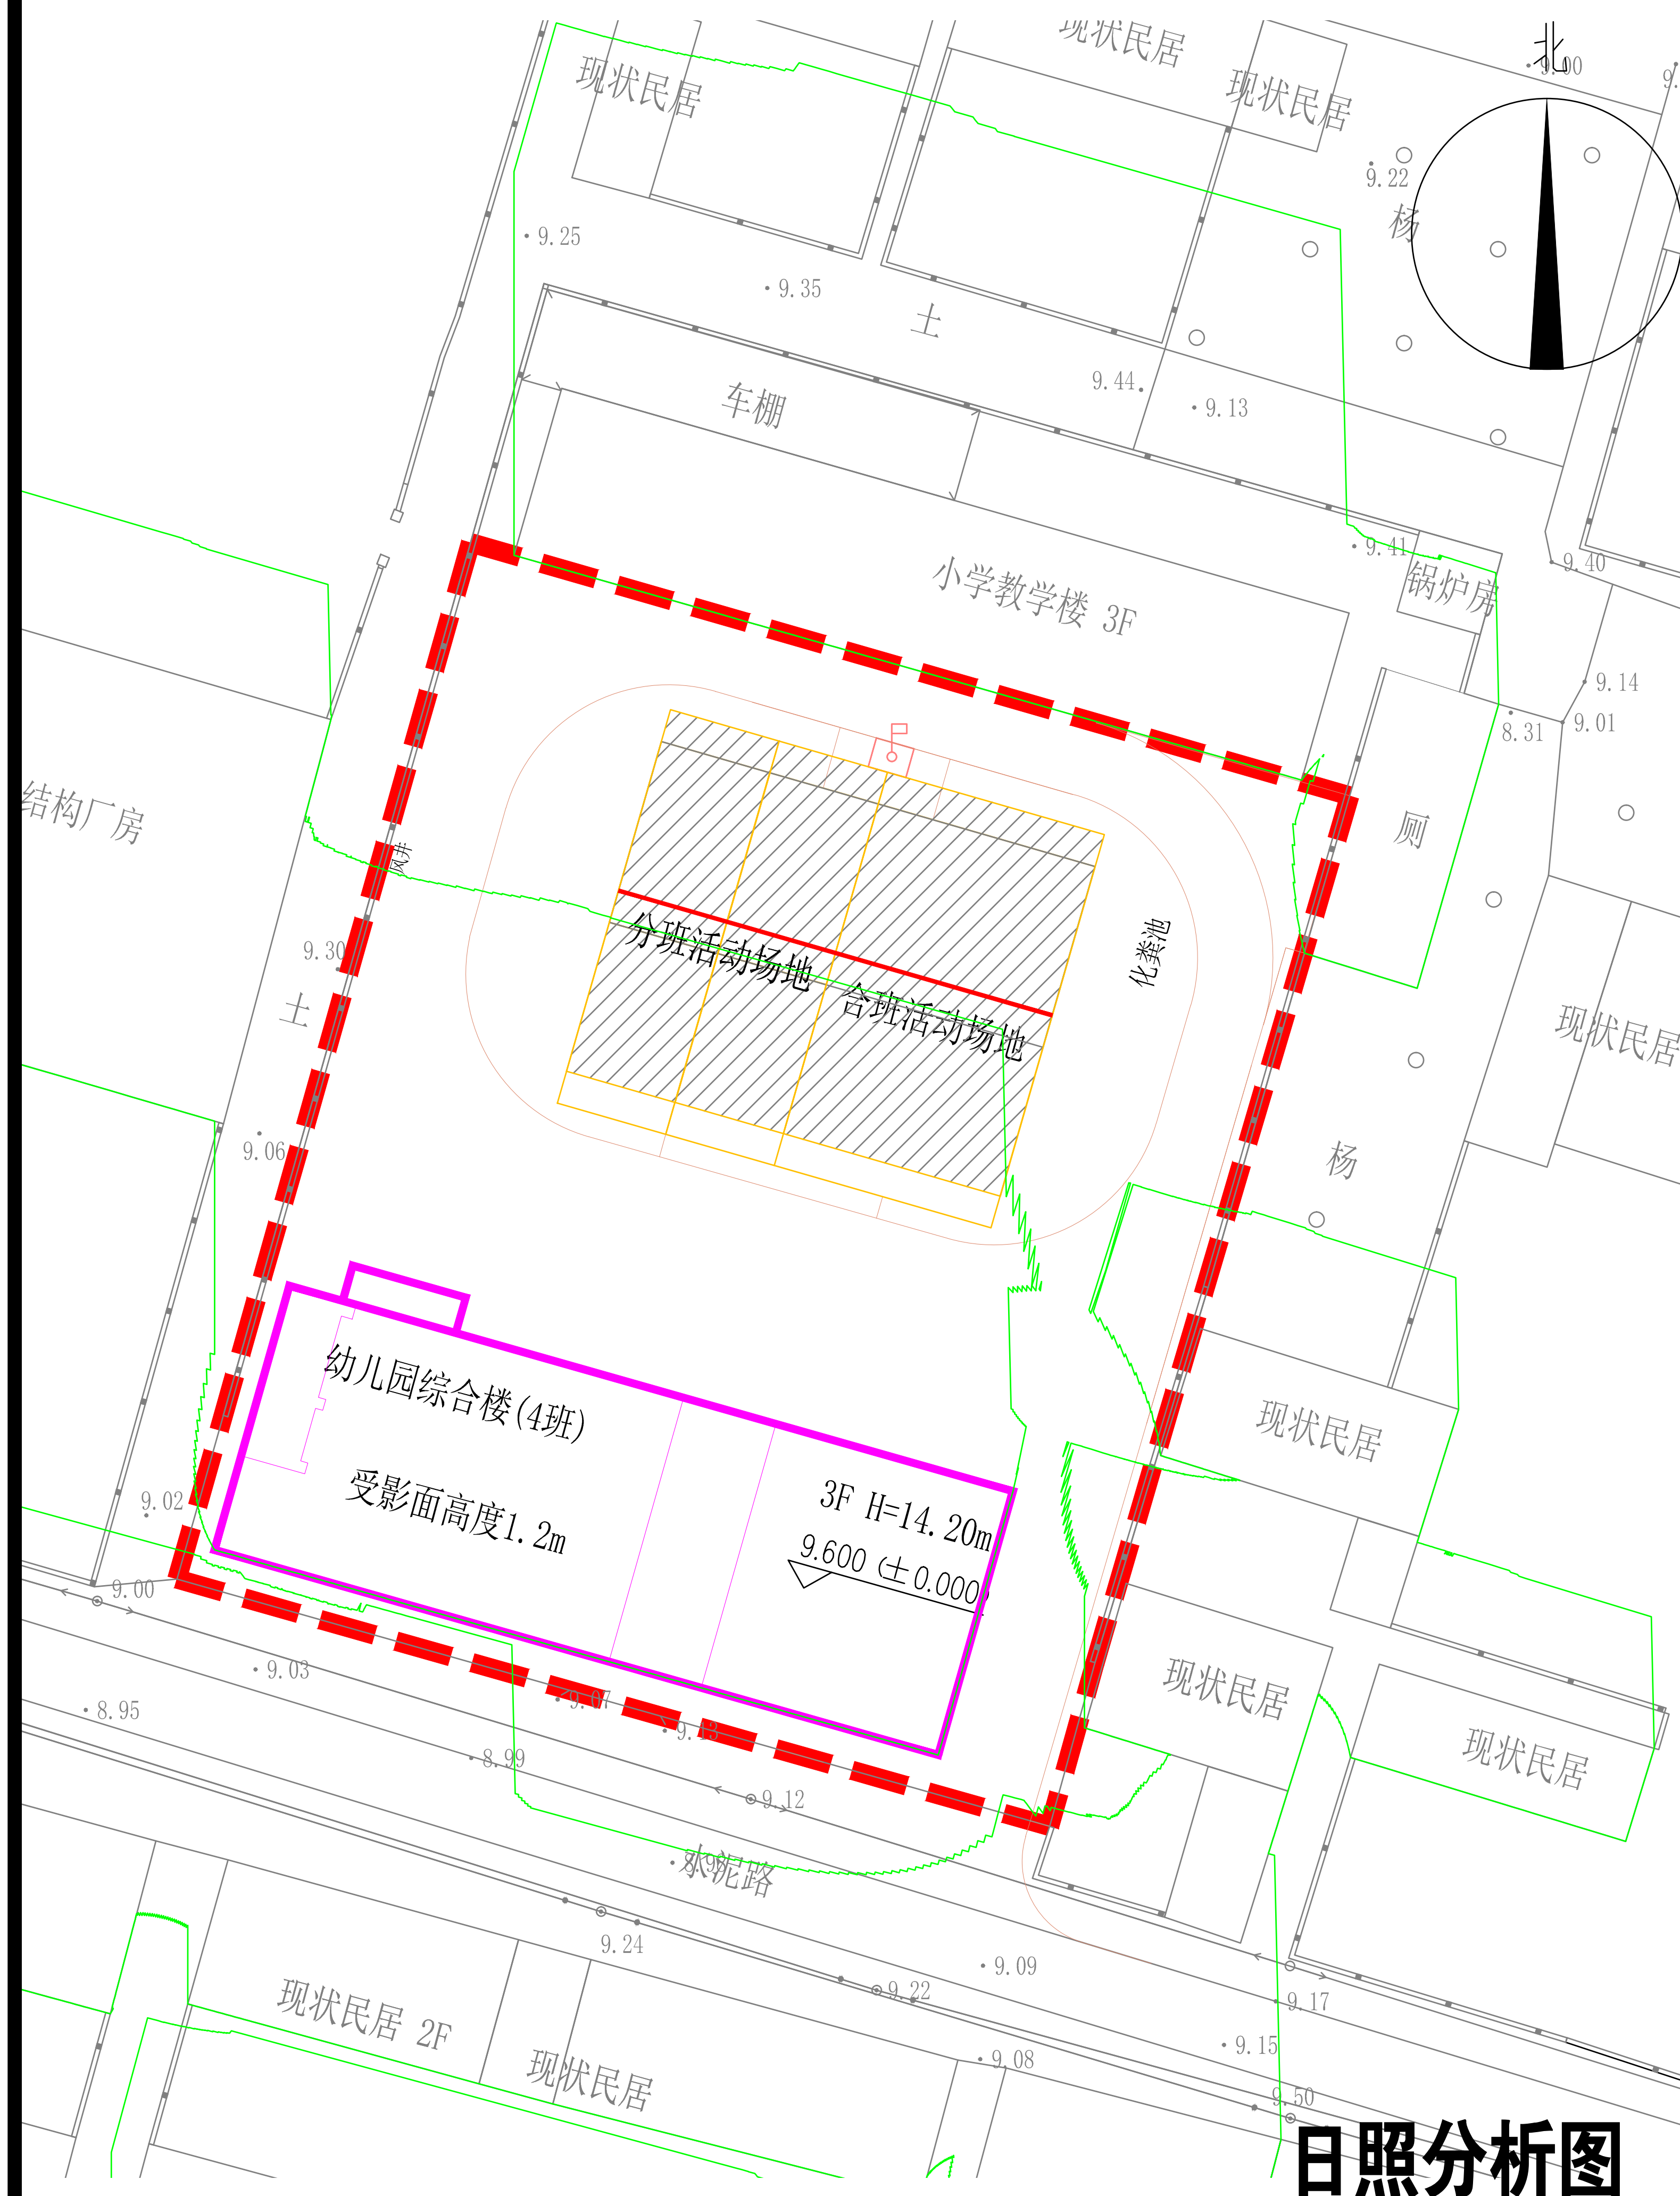 现状民居
现状民居
现状民居
北
9.00
9.22
杨
9.25
9.35
土
9.44
9.13
车棚
9.41
9.40
锅炉房
小学教学楼 3F
9.14
9.01
8.31
结构厂房
厕
风井
分班活动场地
合班活动场地
化粪池
9.30
土
现状民居
9.06
杨
幼儿园综合楼(4班)
现状民居
受影面高度1.2m
3F H=14.20m
9.600 (±0.000)
9.02
9.00
9.03
9.07
9.13
现状民居
现状民居
8.95
8.99
9.12
水泥路
9.24
9.09
9.22
9.17
现状民居 2F
现状民居
9.15
9.08
9.50
日照分析图